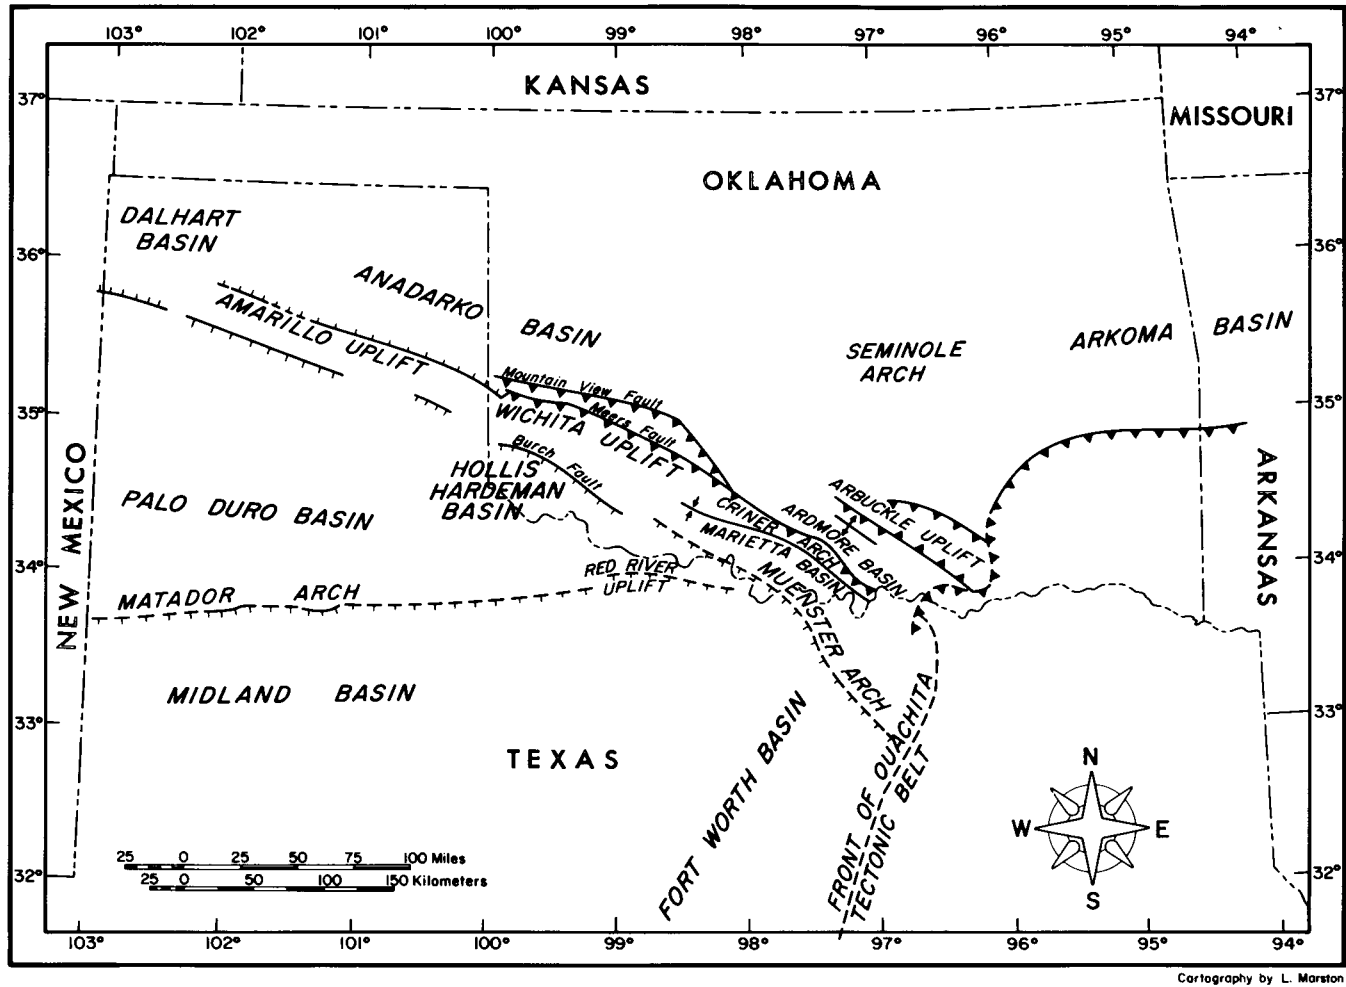 103° 102° 101° 100° 99° 98° 97° 96° 95° 94°
KANSAS
37° 37°
MISSOURI
OKLAHOMA
DALHART
BASIN
36° 36°
ANADARKO BASIN
AMARILLO UPLIFT
ARKOMA BASIN
SEMINOLE
ARCH
Mountain View Fault
35° 35°
Meers Fault
WICHITA UPLIFT
Burch Fault
HOLLIS
HARDEMAN
BASIN
NEW MEXICO
ARKANSAS
PALO DURO BASIN
ARBUCKLE UPLIFT
ARDMORE BASIN
CRINER ARCH
MARIETTA BASIN
34° 34°
RED RIVER
UPLIFT
MUENSTER ARCH
MATADOR ARCH
MIDLAND BASIN
33° 33°
TEXAS
FORT WORTH BASIN
FRONT OF OUACHITA
TECTONIC BELT
N
W E
S
25 0 25 50 75 100 Miles
25 0 50 100 150 Kilometers
32° 32°
103° 102° 101° 100° 99° 98° 97° 96° 95° 94°
Cartography by L. Marston